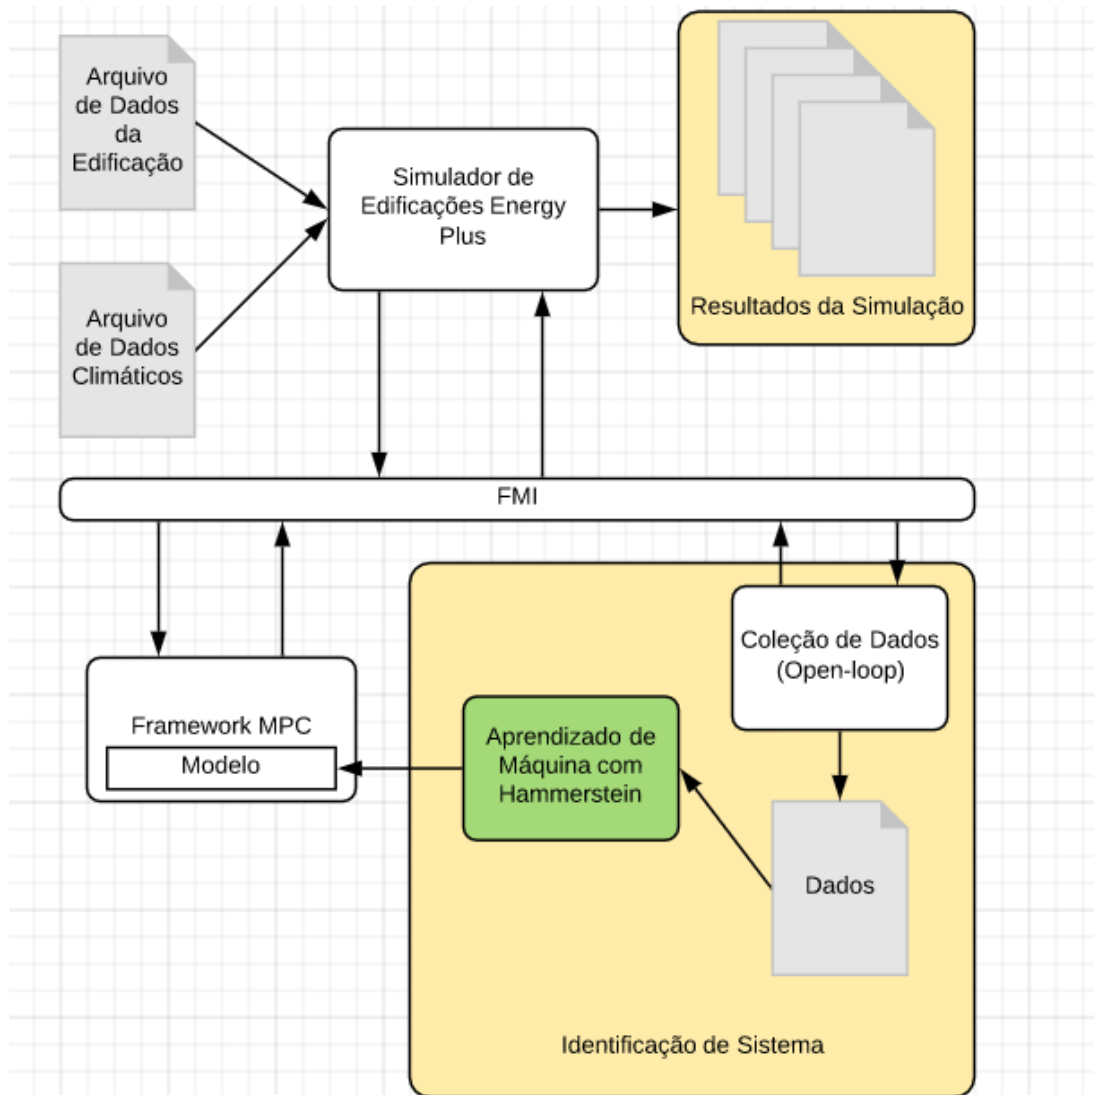 Arquivo
de Dados
da
Edificação
Simulador de
Edificações Energy
Plus
Resultados da Simulação
Arquivo
de Dados
Climáticos
FMI
Framework MPC
Modelo
Aprendizado de
Máquina com
Hammerstein
Coleção de Dados
(Open-loop)
Dados
Identificação de Sistema